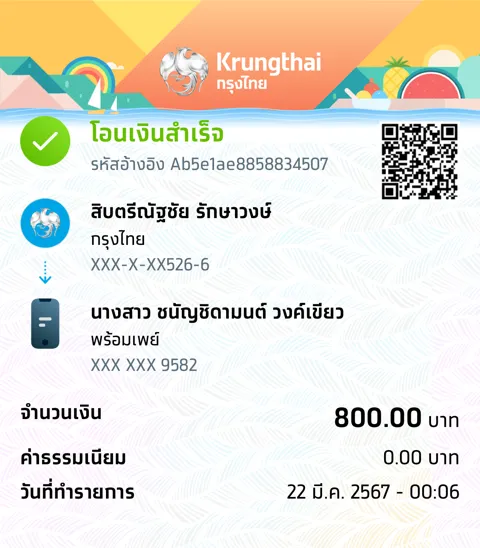 Krungthai
กรุงไทย
โอนเงินสำเร็จ
รหัสอ้างอิง Ab5e1ae8858834507
สิบตรีณัฐชัย รักษาวงษ์
กรุงไทย
XXX-X-XX526-6
นางสาว ชนัญชิดามนต์ วงค์เขียว
พร้อมเพย์
XXX XXX 9582
จำนวนเงิน 800.00 บาท
ค่าธรรมเนียม 0.00 บาท
วันที่ทำรายการ 22 มี.ค. 2567 - 00:06